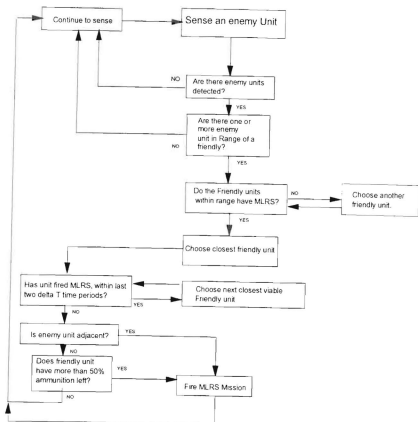 Continue to sense
Sense an enemy Unit
NO
Are there enemy units
detected?
YES
Are there one or
more enemy
unit in Range of a
friendly?
NO
YES
Do the Friendly units
within range have MLRS?
NO
Choose another
friendly unit.
YES
Choose closest friendly unit
Has unit fired MLRS, within last
two delta T time periods?
YES
Choose next closest viable
Friendly unit
NO
Is enemy unit adjacent?
YES
NO
Does friendly unit
have more than 50%
ammunition left?
YES
Fire MLRS Mission
NO